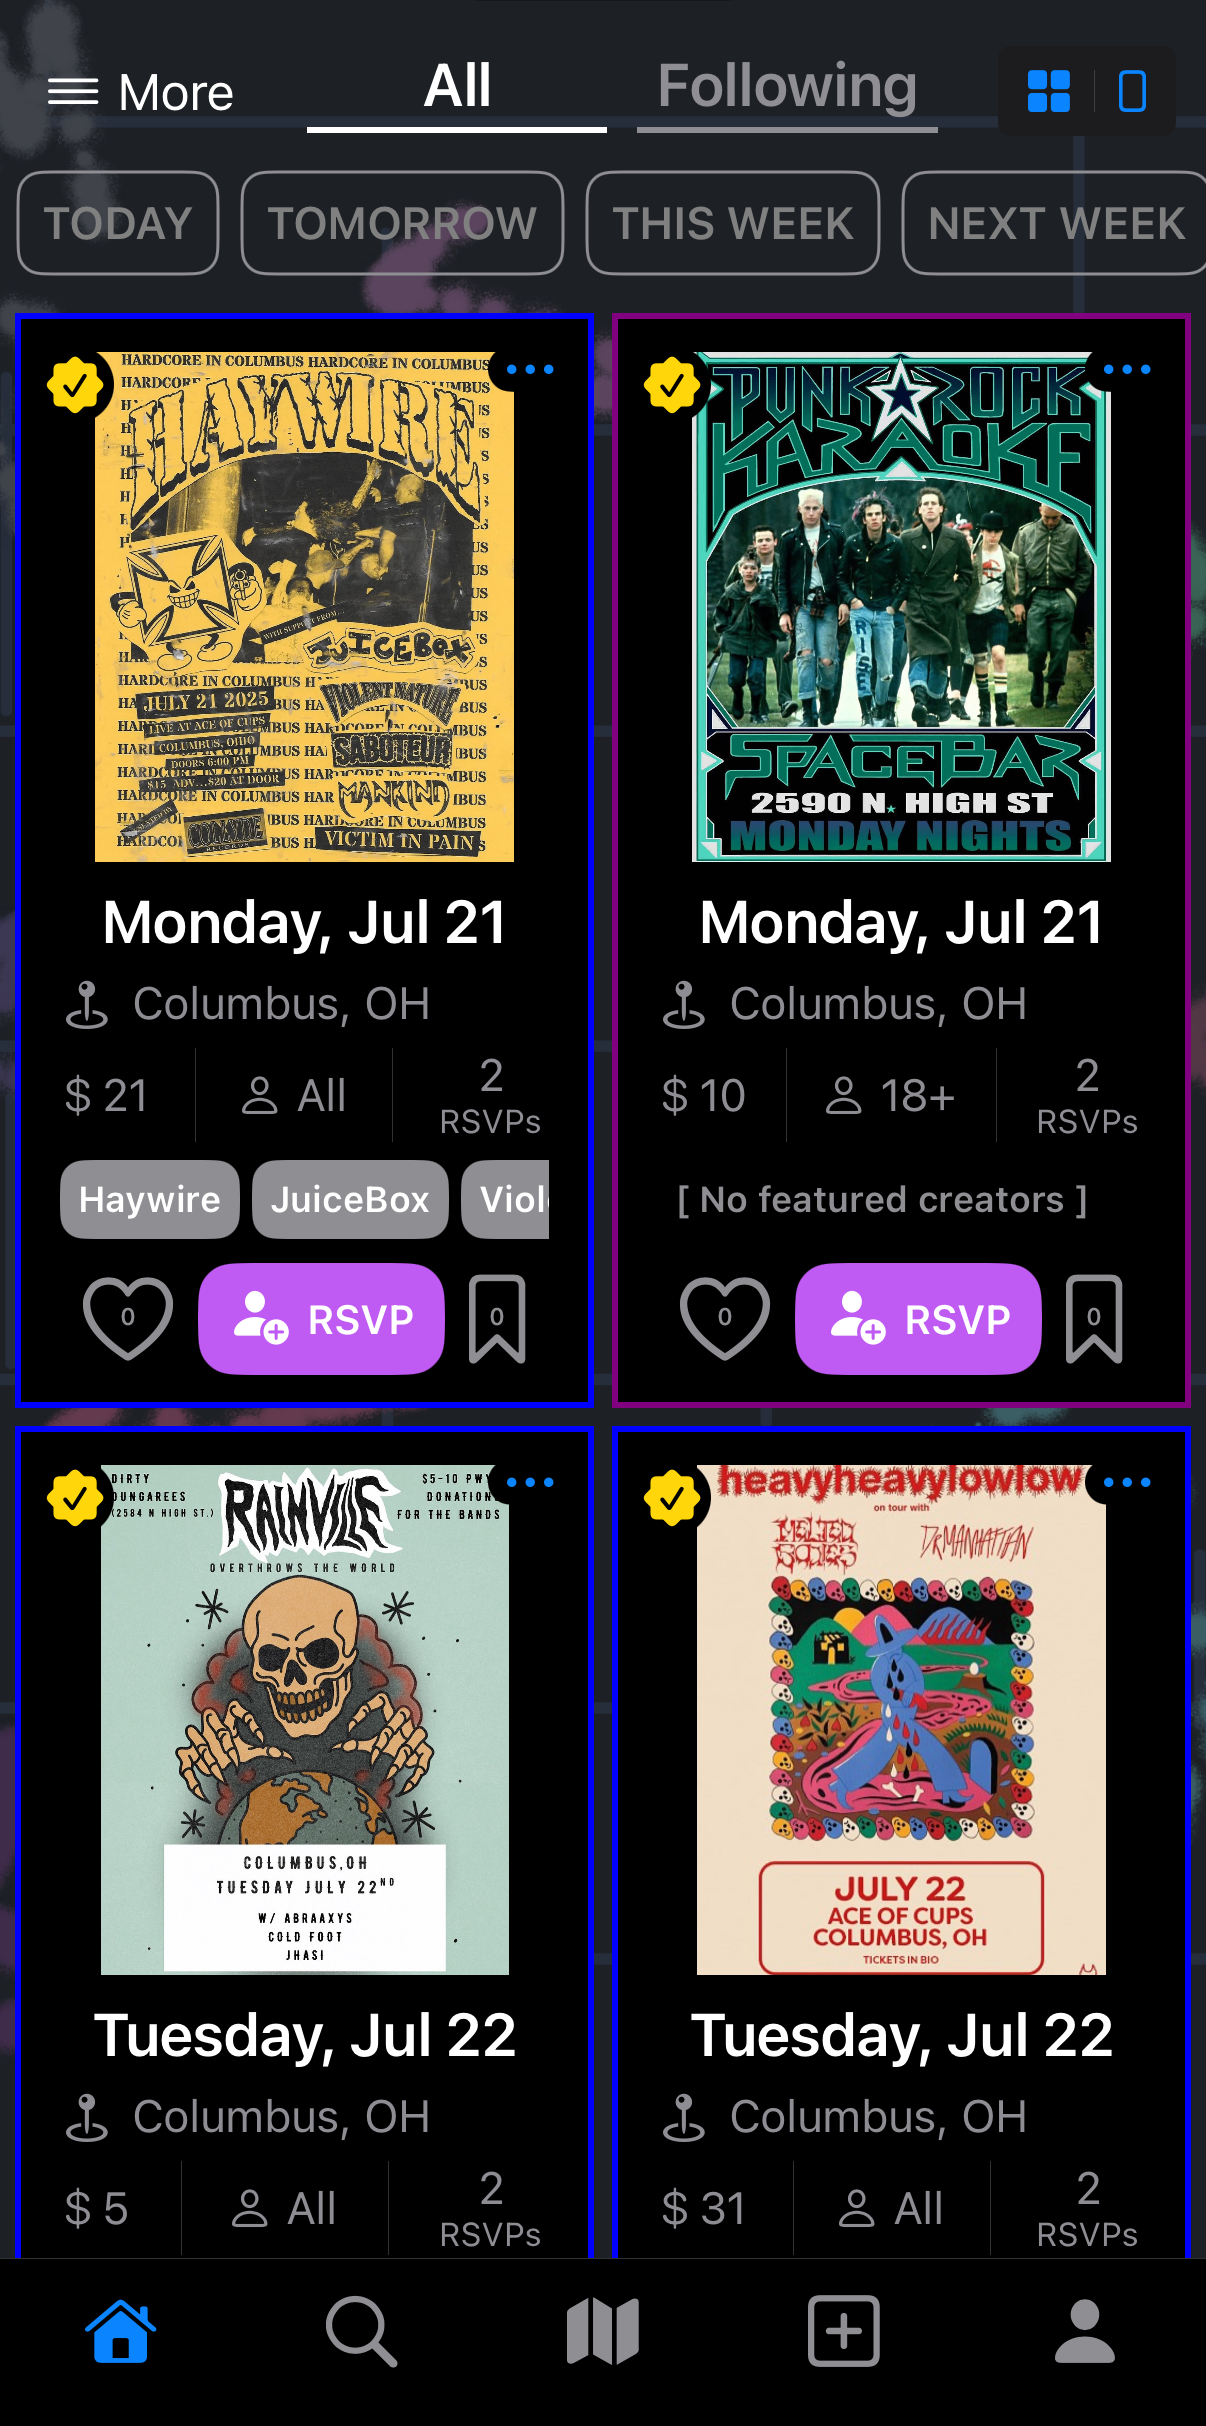 More
All
Following
TODAY
TOMORROW
THIS WEEK
NEXT WEEK
HARDCORE IN COLUMBUS HARDCORE IN COLUMBUS
HAYWIRE
WITH SUPPORT FROM...
JUICEBOX
HARDCORE IN COLUMBUS
JULY 21 2025
LIVE AT ACE OF CUPS
COLUMBUS, OHIO
DOORS 6:00 PM
$15 ADV...$20 AT DOOR
VIOLENT NATURE
SABOTEUR
MANKIND
VICTIM IN PAIN
Monday, Jul 21
Columbus, OH
$ 21
All
2
RSVPs
Haywire
JuiceBox
Viol
0
RSVP
0
PUNK ROCK
KARAOKE
RISE
SPACEBAR
2590 N. HIGH ST
MONDAY NIGHTS
Monday, Jul 21
Columbus, OH
$ 10
18+
2
RSVPs
[ No featured creators ]
0
RSVP
0
DIRTY
DUNGAREES
(2584 N HIGH ST.)
RAINVILLE
$5-10 PWY
DONATION
FOR THE BANDS
OVERTHROWS THE WORLD
COLUMBUS,OH
TUESDAY JULY 22ND
W/ ABRAAXYS
COLD FOOT
JHASI
Tuesday, Jul 22
Columbus, OH
$ 5
All
2
RSVPs
heavyheavylowlow
on tour with
MELTED
BODIES
DR MANHATTAN
JULY 22
ACE OF CUPS
COLUMBUS, OH
TICKETS IN BIO
Tuesday, Jul 22
Columbus, OH
$ 31
All
2
RSVPs